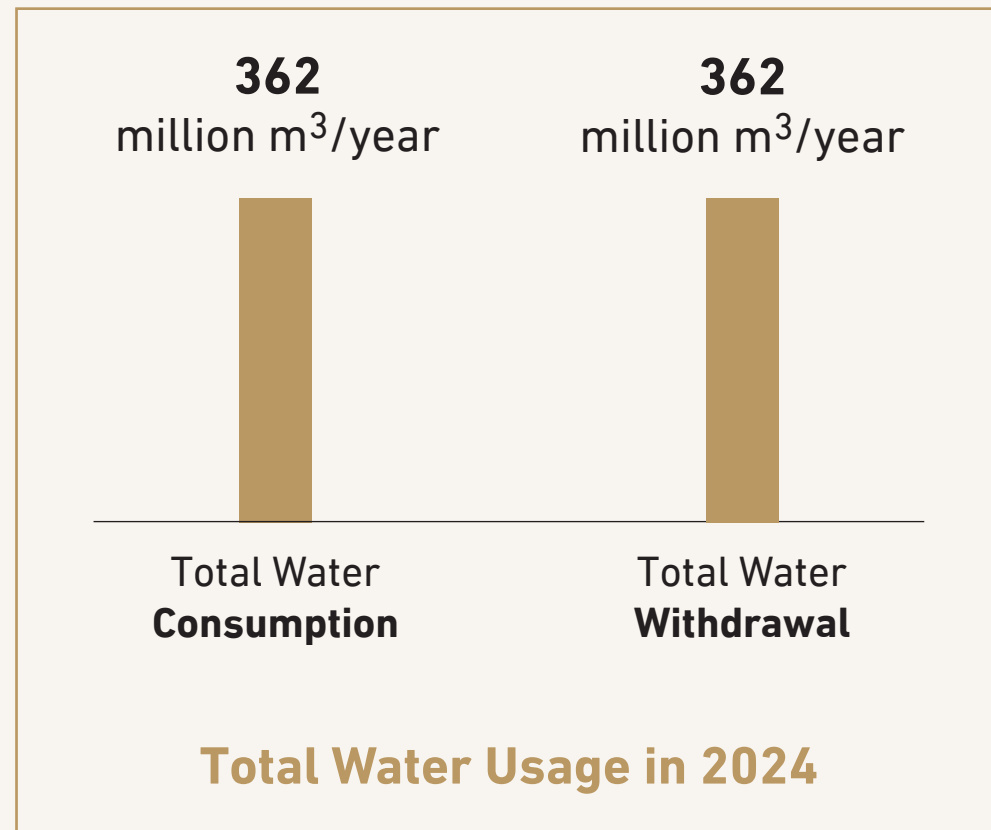 362
million m³/year
362
million m³/year
Total Water
Consumption
Total Water
Withdrawal
Total Water Usage in 2024